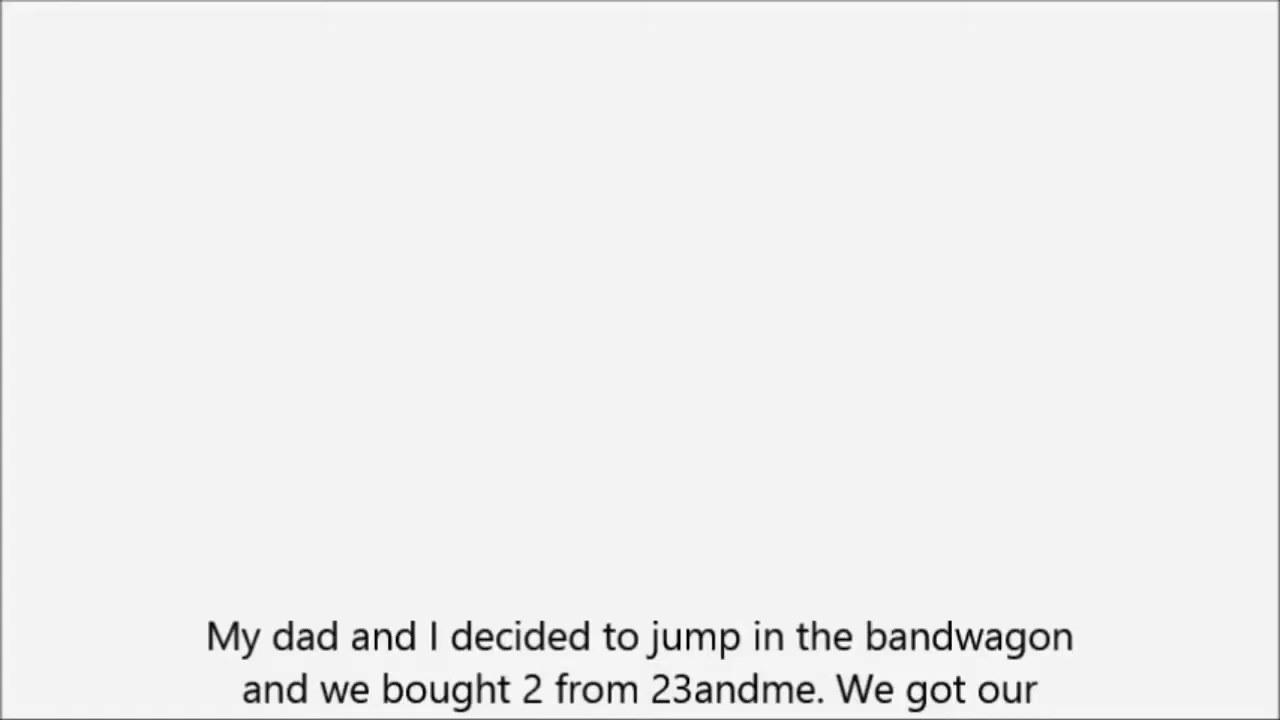 My dad and I decided to jump in the bandwagon
and we bought 2 from 23andme. We got our